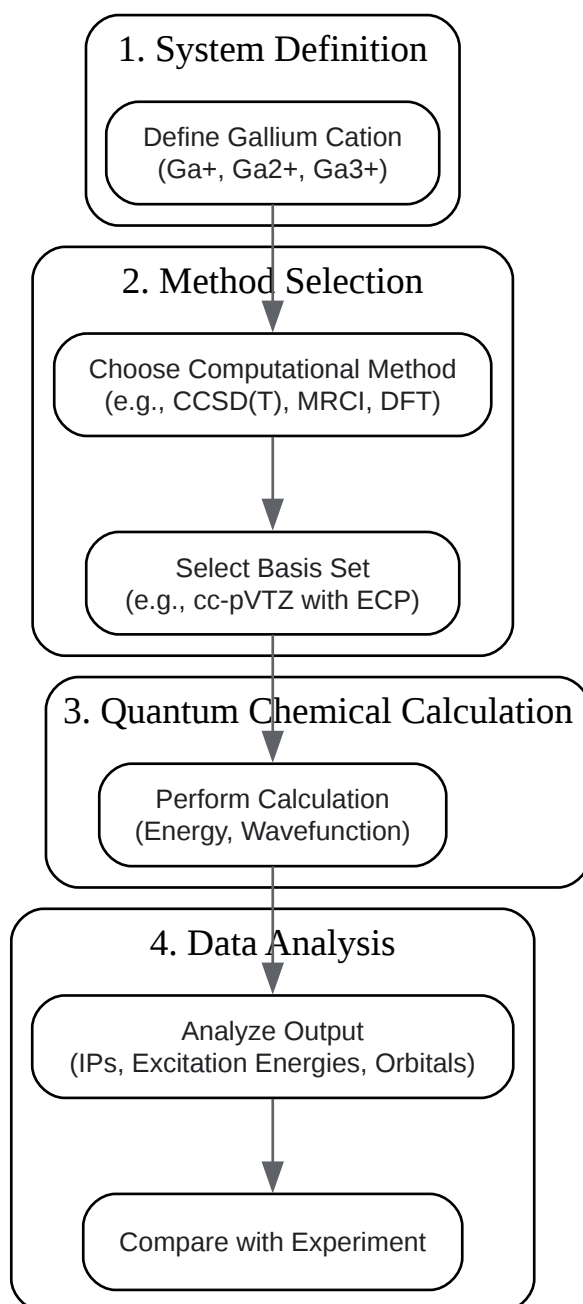 1. System Definition
Define Gallium Cation
(Ga+, Ga2+, Ga3+)
2. Method Selection
Choose Computational Method
(e.g., CCSD(T), MRCI, DFT)
Select Basis Set
(e.g., cc-pVTZ with ECP)
3. Quantum Chemical Calculation
Perform Calculation
(Energy, Wavefunction)
4. Data Analysis
Analyze Output
(IPs, Excitation Energies, Orbitals)
Compare with Experiment